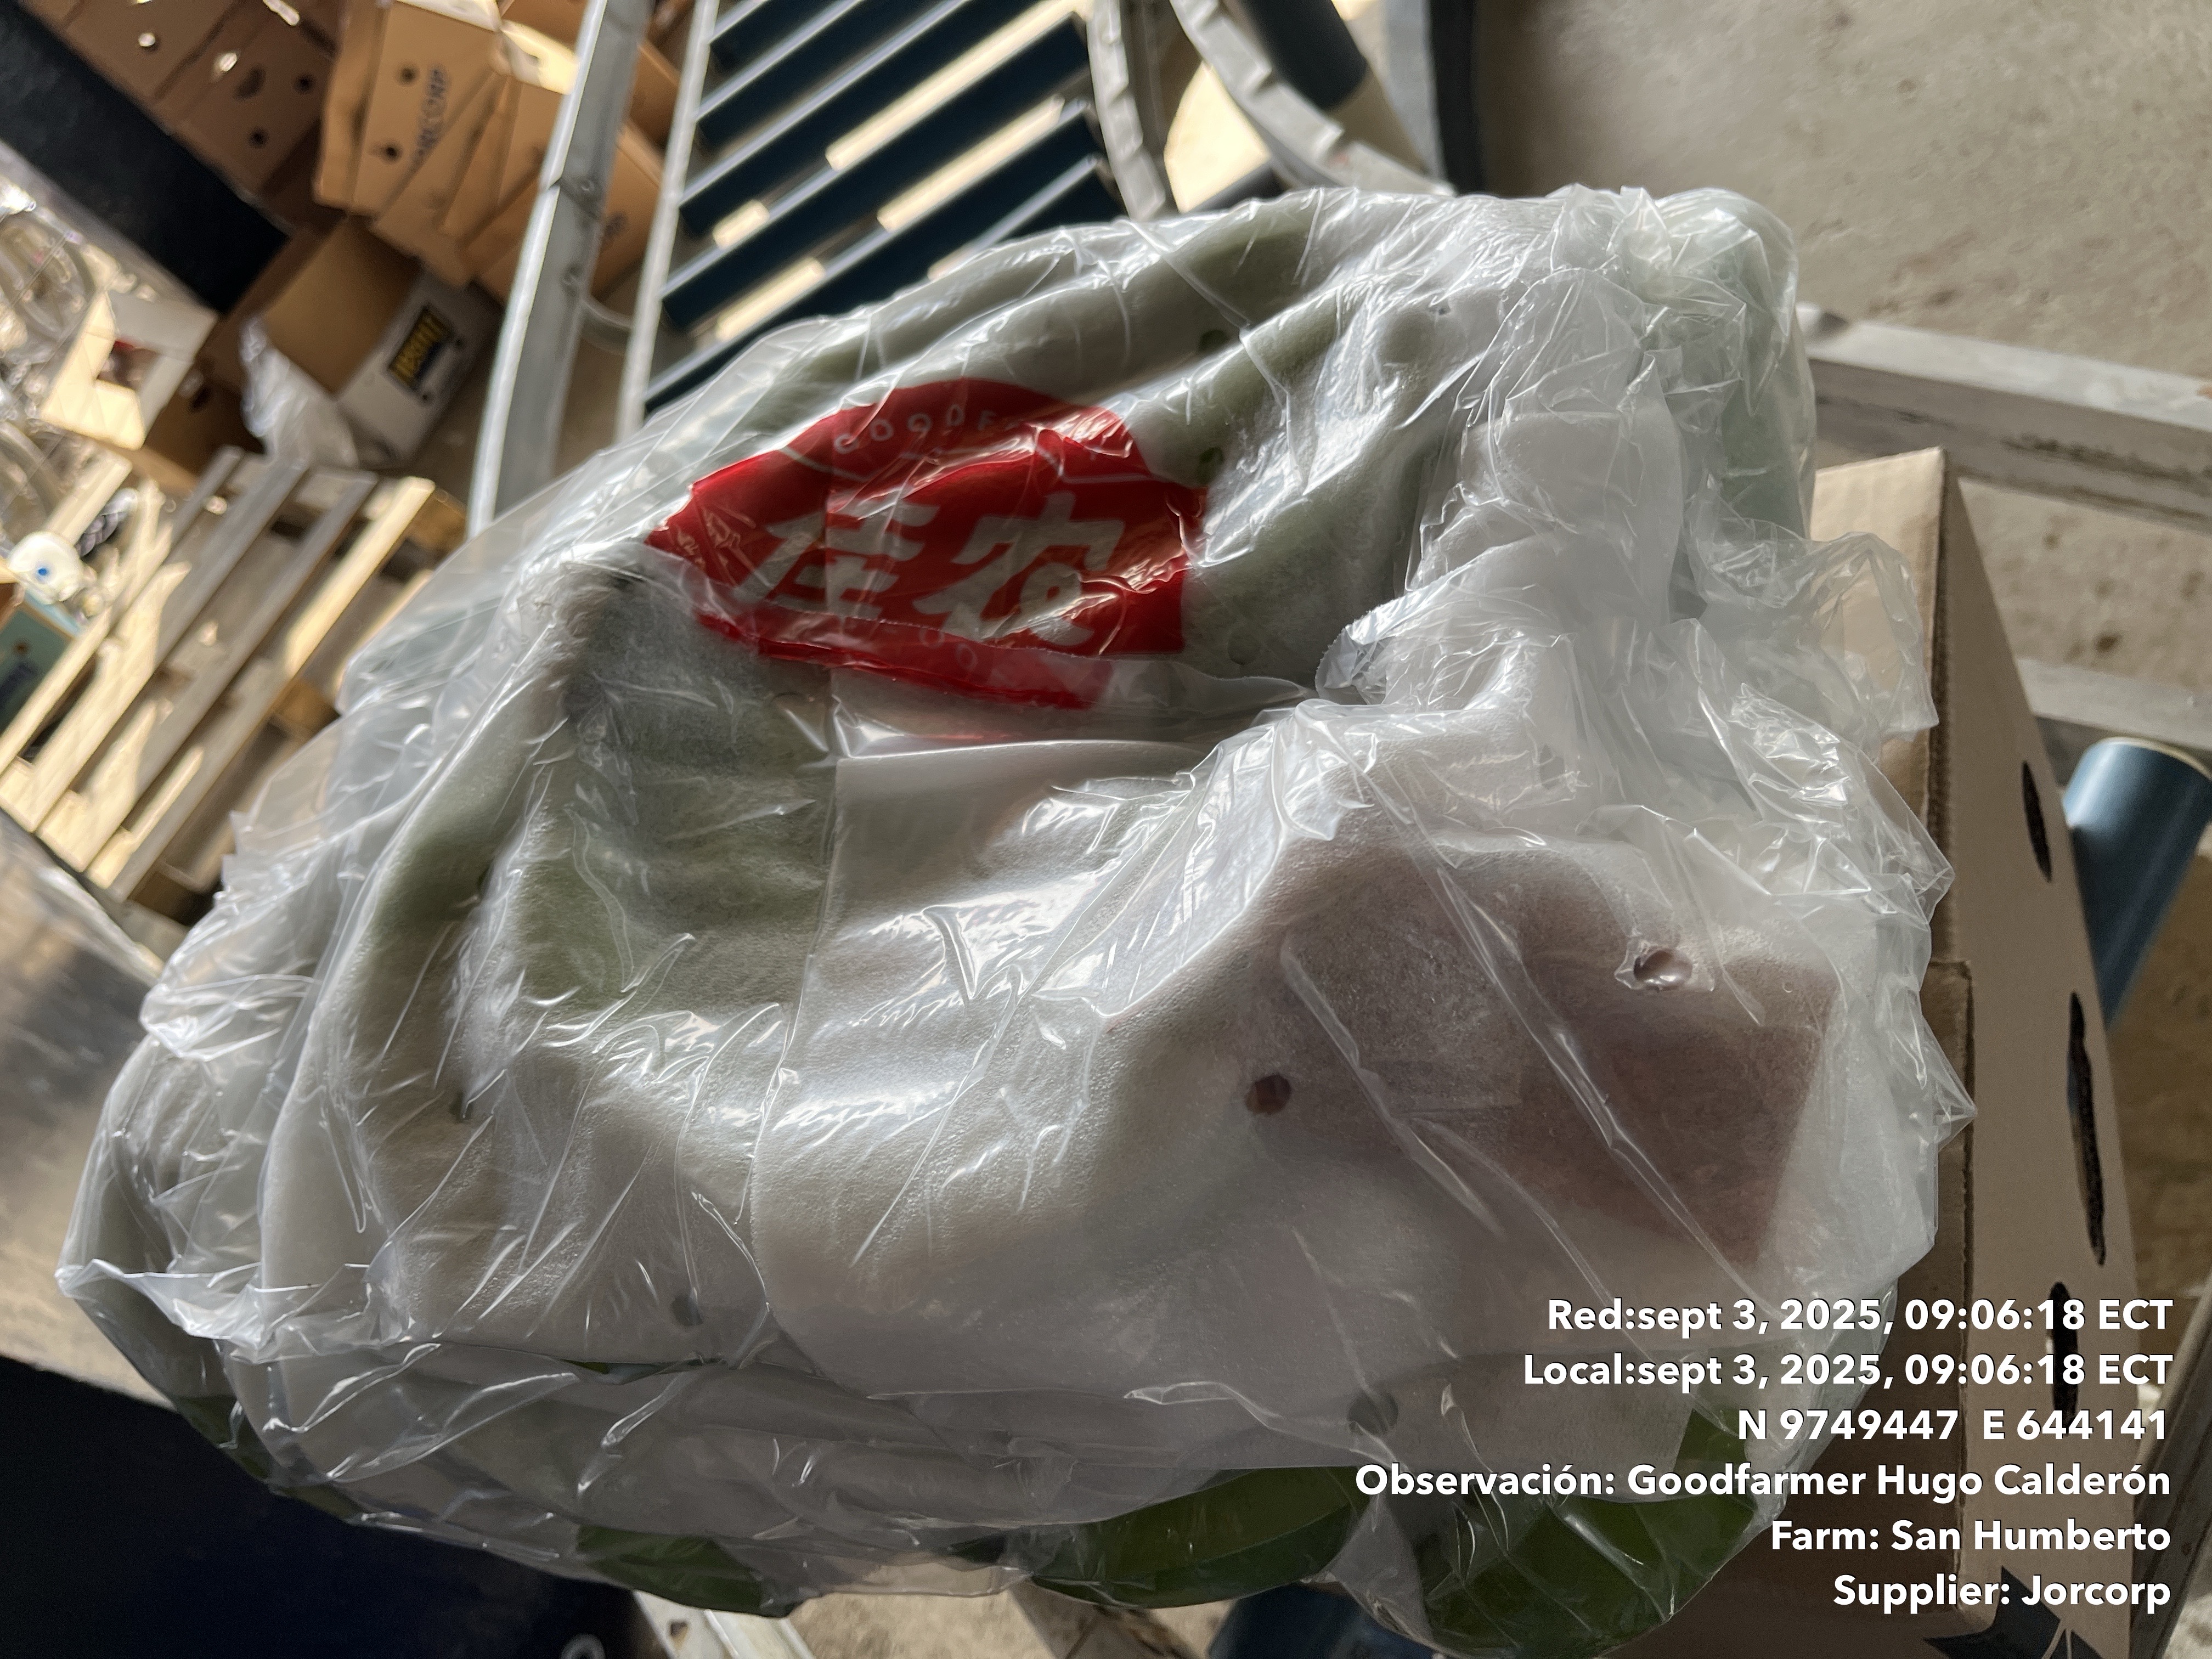 GOODF
佳农
Red:sept 3, 2025, 09:06:18 ECT
Local:sept 3, 2025, 09:06:18 ECT
N 9749447 E 644141
Observación: Goodfarmer Hugo Calderón
Farm: San Humberto
Supplier: Jorcorp